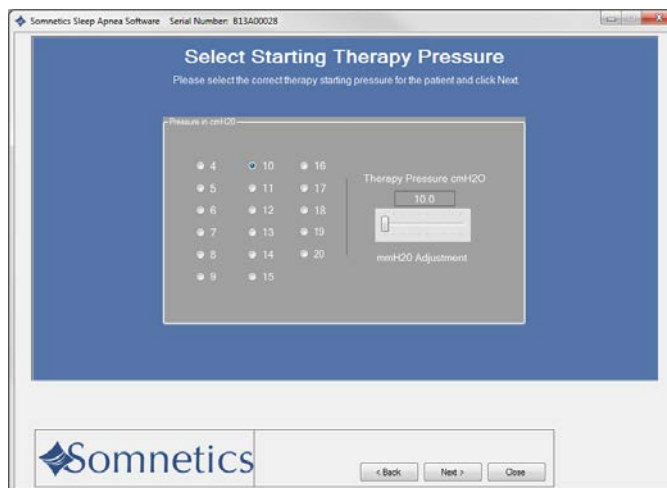 Somnetics Sleep Apnea Software   Serial Number: B13A00028
Select Starting Therapy Pressure
Please select the correct therapy starting pressure for the patient and click Next.
Pressure in cmH20
4
5
6
7
8
9
10
11
12
13
14
15
16
17
18
19
20
Therapy Pressure cmH2O
10.0
mmH20 Adjustment
Somnetics
< Back
Next >
Close